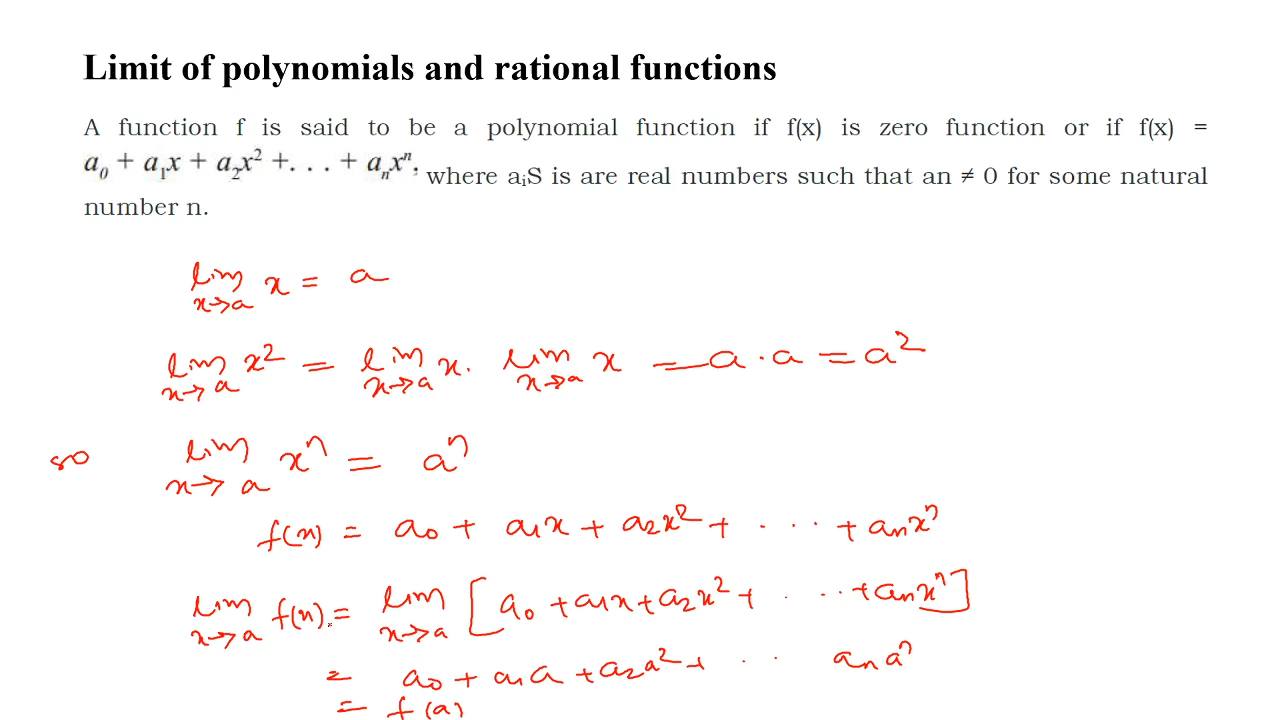 Limit of polynomials and rational functions
A function f is said to be a polynomial function if f(x) is zero function or if f(x) =
a₀ + a₁x + a₂x² +. . . + aₙxⁿ; where aᵢS is are real numbers such that an ≠ 0 for some natural
number n.
lim x→a x = a
lim x→a x² = lim x→a x. lim x→a x = a · a = a²
so lim x→a xⁿ = aⁿ
f(x) = a₀ + a₁x + a₂x² + · · · · + aₙxⁿ
lim x→a f(x) = lim x→a [a₀ + a₁x + a₂x² + · · · · + aₙxⁿ]
= a₀ + a₁a + a₂a² + · · · aₙaⁿ
= f(a)